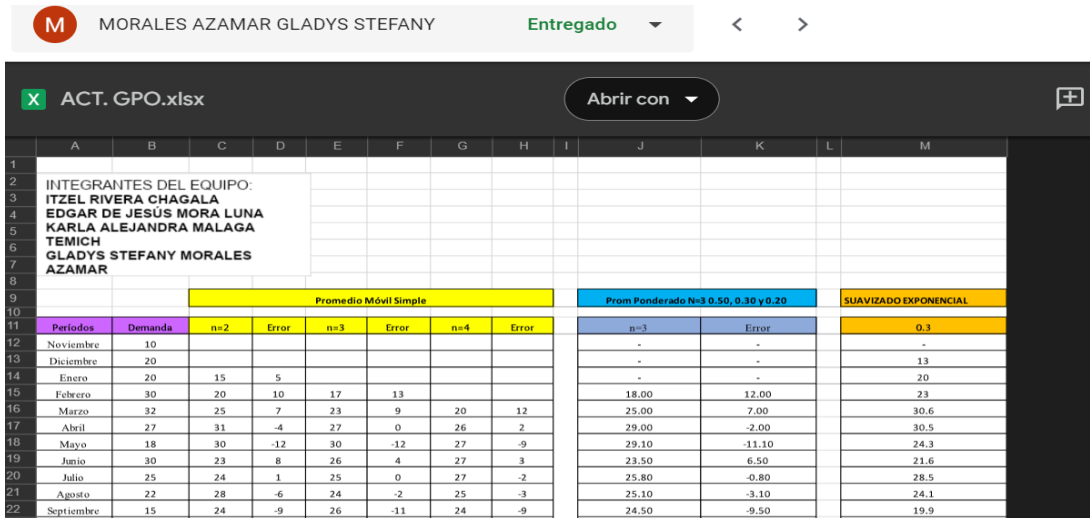 M MORALES AZAMAR GLADYS STEFANY Entregado
X ACT. GPO.xlsx Abrir con
A B C D E F G H I J K L M
1
2 INTEGRANTES DEL EQUIPO:
3 ITZEL RIVERA CHAGALA
4 EDGAR DE JESÚS MORA LUNA
5 KARLA ALEJANDRA MALAGA
6 TEMICH
7 GLADYS STEFANY MORALES
AZAMAR
8
9 Promedio Móvil Simple Prom Ponderado N=3 0.50, 0.30 y 0.20 SUAVIZADO EXPONENCIAL
10
11 Períodos Demanda n=2 Error n=3 Error n=4 Error n=3 Error 0.3
12 Noviembre 10 - - -
13 Diciembre 20 - - 13
14 Enero 20 15 5 - - 20
15 Febrero 30 20 10 17 13 18.00 12.00 23
16 Marzo 32 25 7 23 9 20 12 25.00 7.00 30.6
17 Abril 27 31 -4 27 0 26 2 29.00 -2.00 30.5
18 Mayo 18 30 -12 30 -12 27 -9 29.10 -11.10 24.3
19 Junio 30 23 8 26 4 27 3 23.50 6.50 21.6
20 Julio 25 24 1 25 0 27 -2 25.80 -0.80 28.5
21 Agosto 22 28 -6 24 -2 25 -3 25.10 -3.10 24.1
22 Septiembre 15 24 -9 26 -11 24 -9 24.50 -9.50 19.9